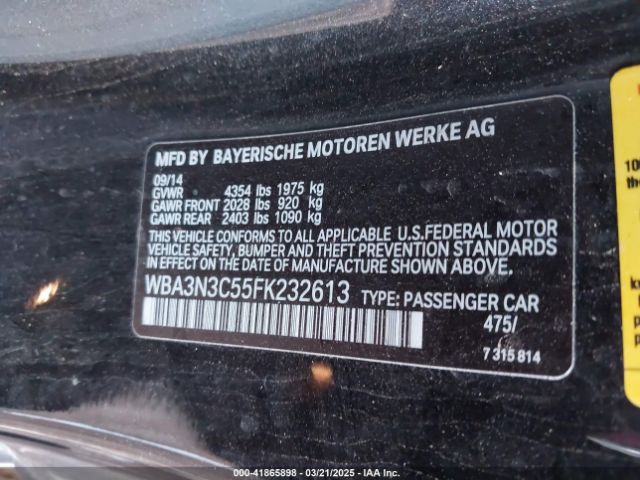 MFD BY BAYERISCHE MOTOREN WERKE AG
09/14
GVWR 4354 lbs 1975 kg
GAWR FRONT 2028 lbs 920 kg
GAWR REAR 2403 lbs 1090 kg
THIS VEHICLE CONFORMS TO ALL APPLICABLE U.S.FEDERAL MOTOR
VEHICLE SAFETY, BUMPER AND THEFT PREVENTION STANDARDS
IN EFFECT ON THE DATE OF MANUFACTURE SHOWN ABOVE.
WBA3N3C55FK232613 TYPE: PASSENGER CAR
475/
7 315 814
000-41865898 - 03/21/2025 - IAA Inc.